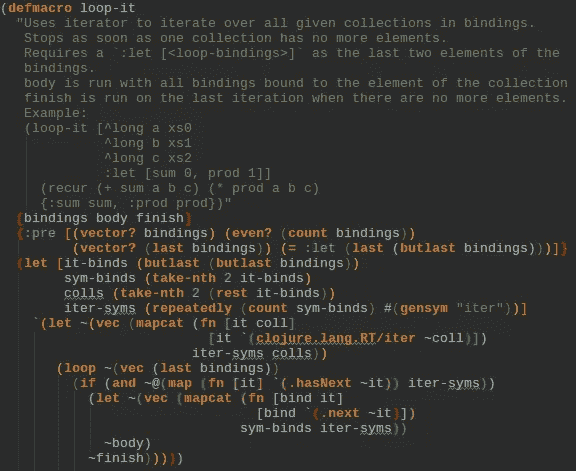 (defmacro loop-it
  "Uses iterator to iterate over all given collections in bindings.
   Stops as soon as one collection has no more elements.
   Requires a `:let [<loop-bindings>]` as the last two elements of the
   bindings.
   body is run with all bindings bound to the element of the collection
   finish is run on the last iteration when there are no more elements.
   Example:
   (loop-it [^long a xs0
             ^long b xs1
             ^long c xs2
             :let [sum 0, prod 1]]
     (recur (+ sum a b c) (* prod a b c)
     {:sum sum, :prod prod})"
  [bindings body finish]
  {:pre [(vector? bindings) (even? (count bindings))
         (vector? (last bindings)) (= :let (last (butlast bindings)))]}
  (let [it-binds (butlast (butlast bindings))
        sym-binds (take-nth 2 it-binds)
        colls (take-nth 2 (rest it-binds))
        iter-syms (repeatedly (count sym-binds) #(gensym "iter"))]
    `(let ~(vec (mapcat (fn [it coll]
                          [it `(clojure.lang.RT/iter ~coll)])
                        iter-syms colls))
       (loop ~(vec (last bindings))
         (if (and ~@(map (fn [it] `(.hasNext ~it)) iter-syms))
           (let ~(vec (mapcat (fn [bind it]
                                [bind `(.next ~it)])
                              sym-binds iter-syms))
             ~body)
           ~finish)))))